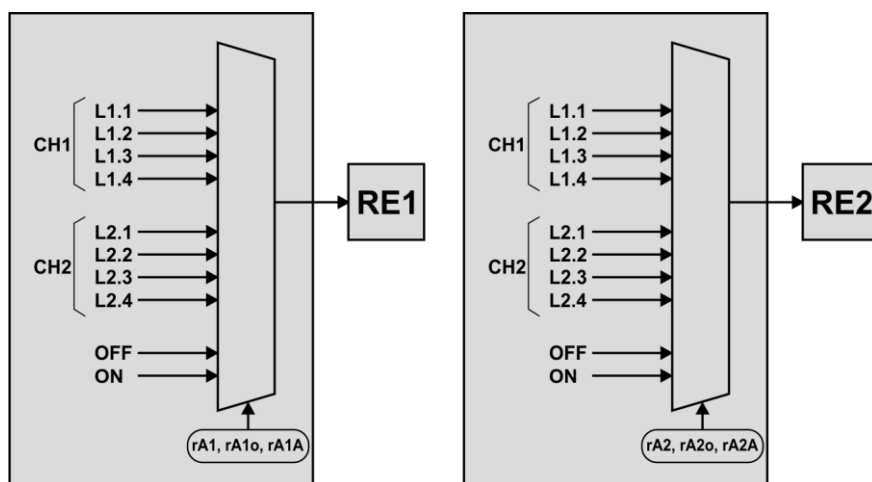 L1.1
L1.2
CH1
L1.3
L1.4
RE1
L2.1
L2.2
CH2
L2.3
L2.4
OFF
ON
rA1, rA1o, rA1A
L1.1
L1.2
CH1
L1.3
L1.4
RE2
L2.1
L2.2
CH2
L2.3
L2.4
OFF
ON
rA2, rA2o, rA2A